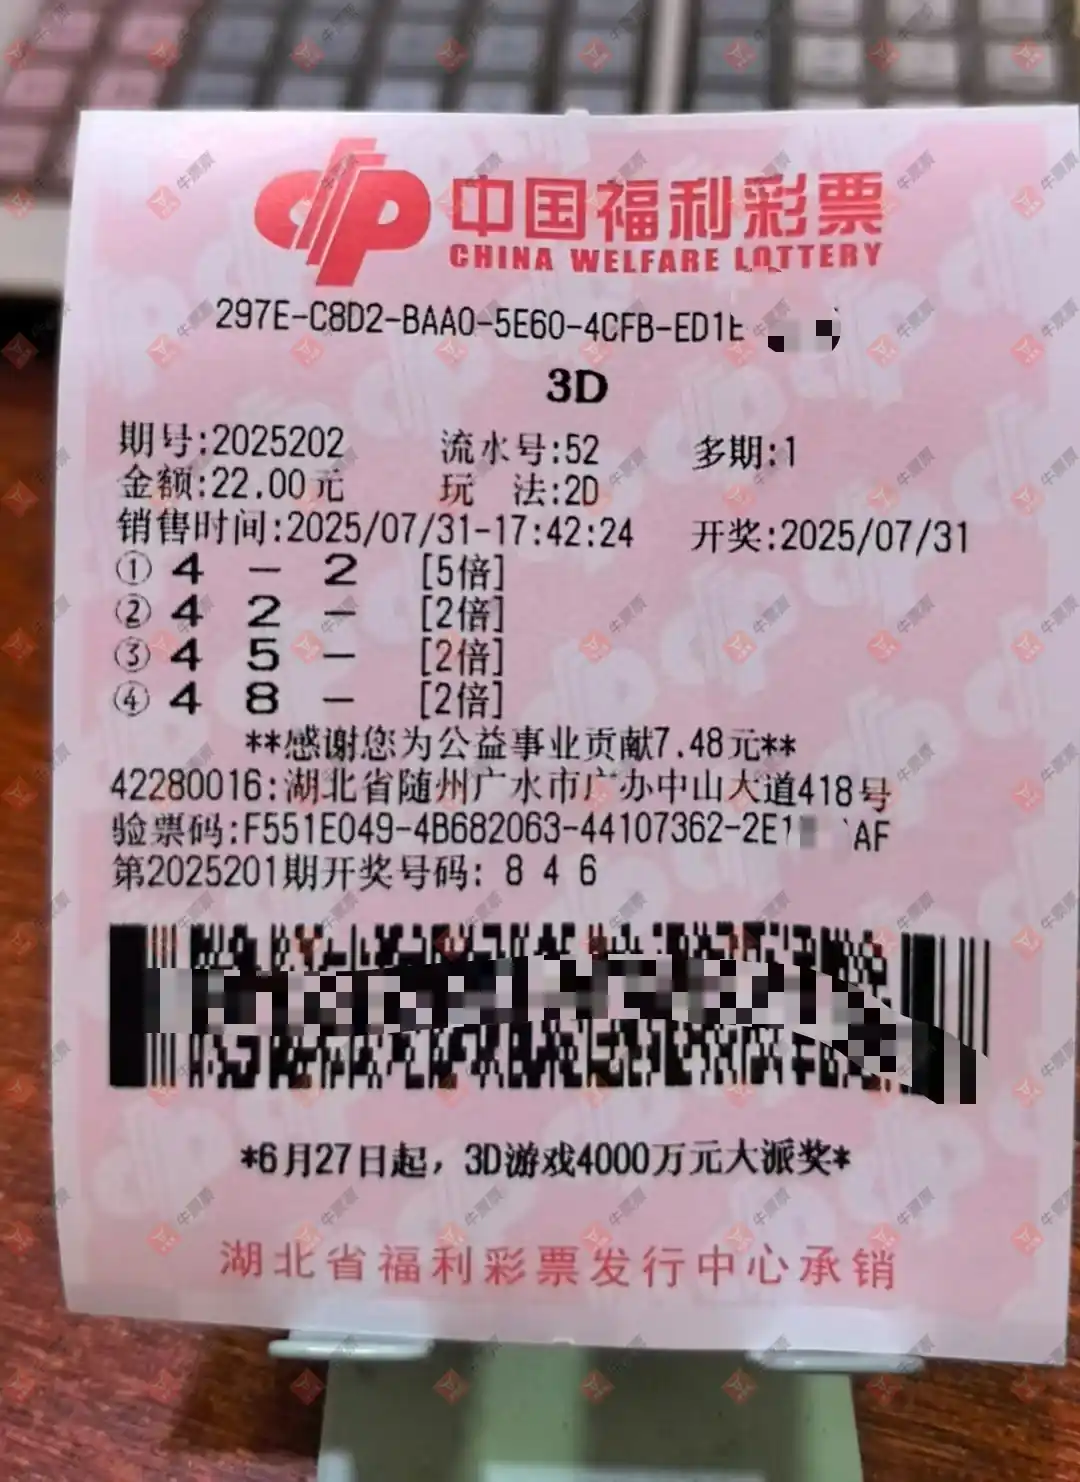 中国福利彩票
CHINA WELFARE LOTTERY
297E-C8D2-BAA0-5E60-4CFB-ED1E
3D
期号:2025202 流水号:52 多期:1
金额:22.00元 玩 法:2D
销售时间:2025/07/31-17:42:24 开奖:2025/07/31
① 4 - 2 [5倍]
② 4 2 - [2倍]
③ 4 5 - [2倍]
④ 4 8 - [2倍]
**感谢您为公益事业贡献7.48元**
42280016:湖北省随州广水市广办中山大道418号
验票码:F551E049-4B682063-44107362-2E1 AF
第2025201期开奖号码: 8 4 6
*6月27日起，3D游戏4000万元大派奖*
湖北省福利彩票发行中心承销